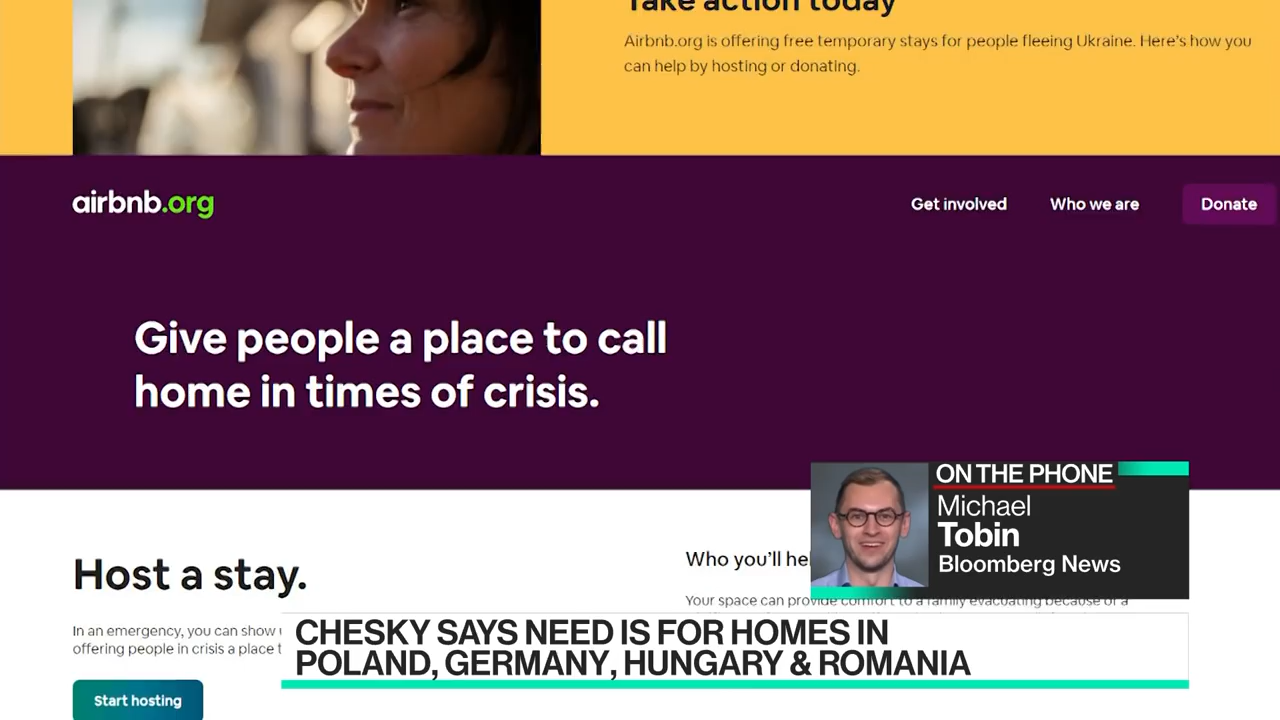 Take action today
Airbnb.org is offering free temporary stays for people fleeing Ukraine. Here's how you
can help by hosting or donating.
airbnb.org
Get involved
Who we are
Donate
Give people a place to call
home in times of crisis.
ON THE PHONE
Michael
Tobin
Bloomberg News
Host a stay.
In an emergency, you can show
offering people in crisis a place t
Start hosting
Who you'll hel
Your space can provide comfort to a family evacuating because of a
CHESKY SAYS NEED IS FOR HOMES IN
POLAND, GERMANY, HUNGARY & ROMANIA